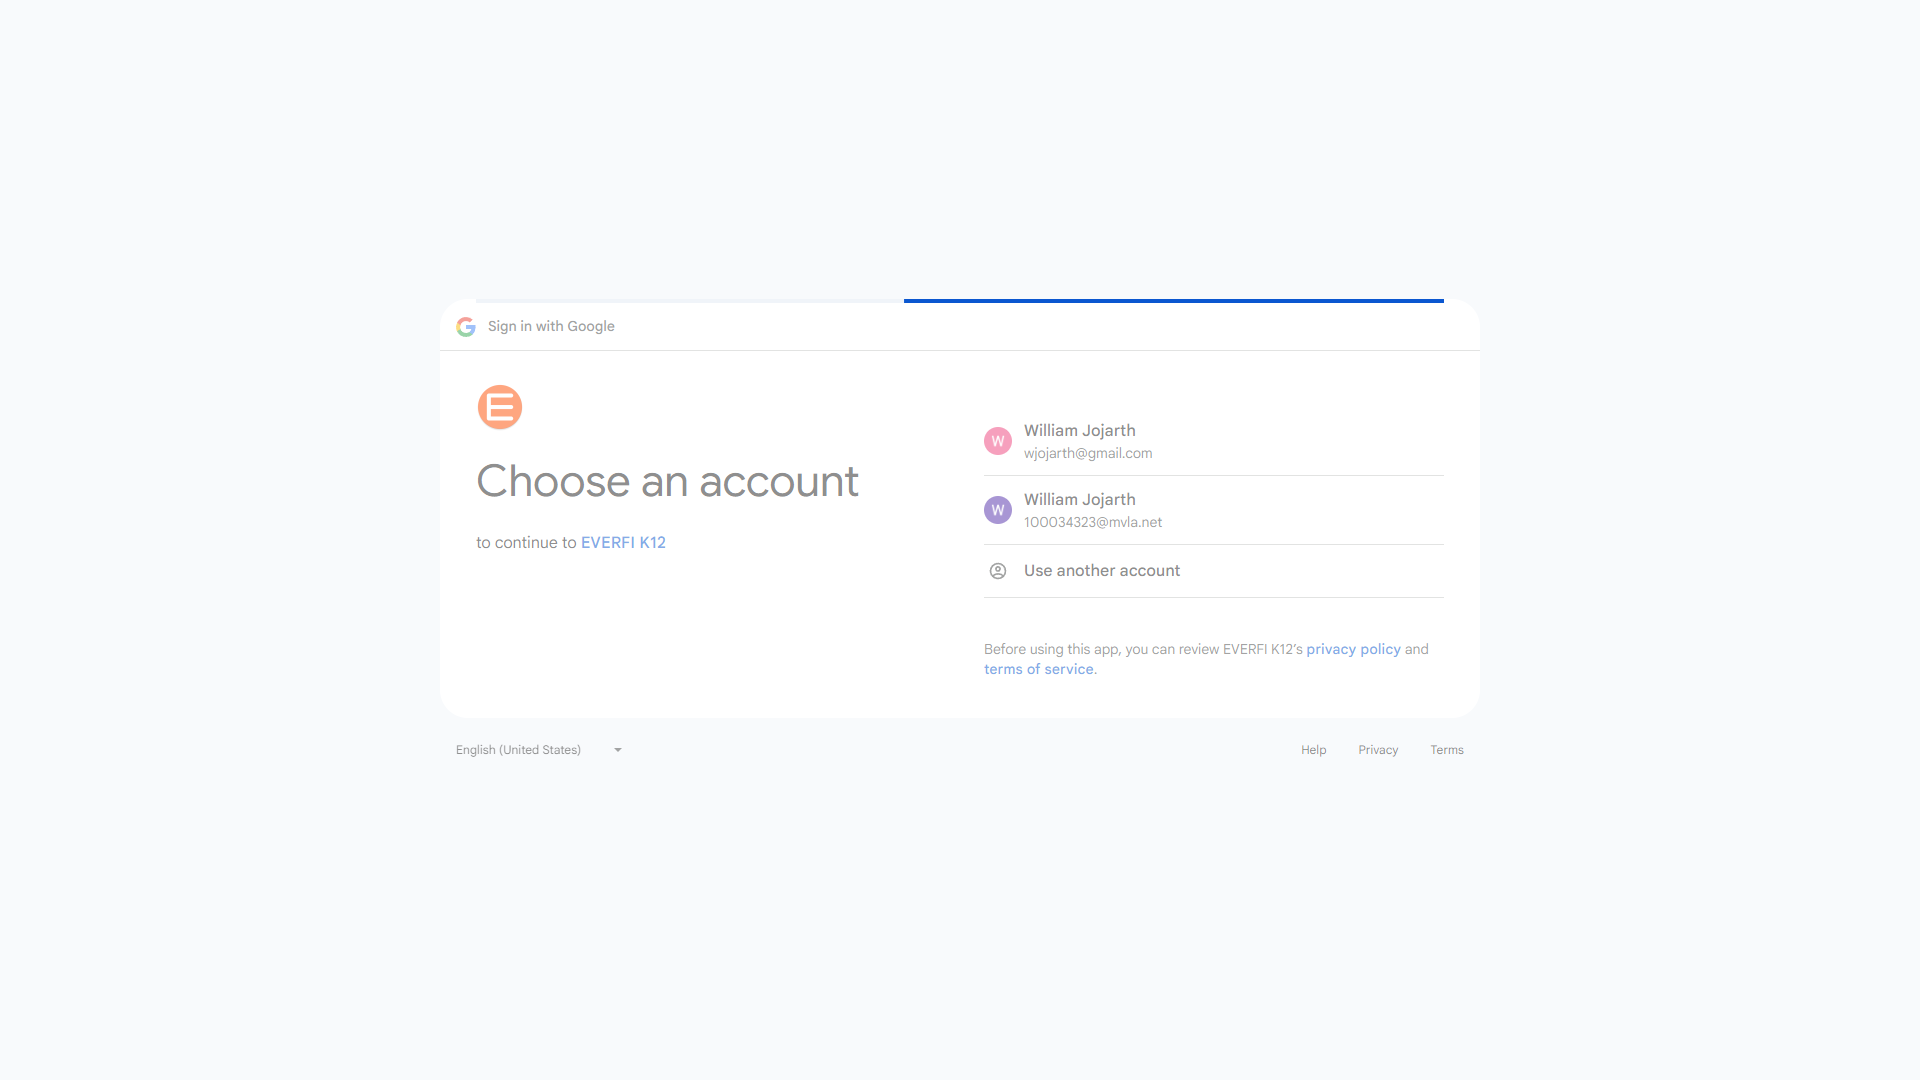 Sign in with Google
Choose an account
to continue to EVERFI K12
W
William Jojarth
wjojarth@gmail.com
W
William Jojarth
100034323@mvla.net
Use another account
Before using this app, you can review EVERFI K12’s privacy policy and
terms of service.
English (United States)
Help
Privacy
Terms